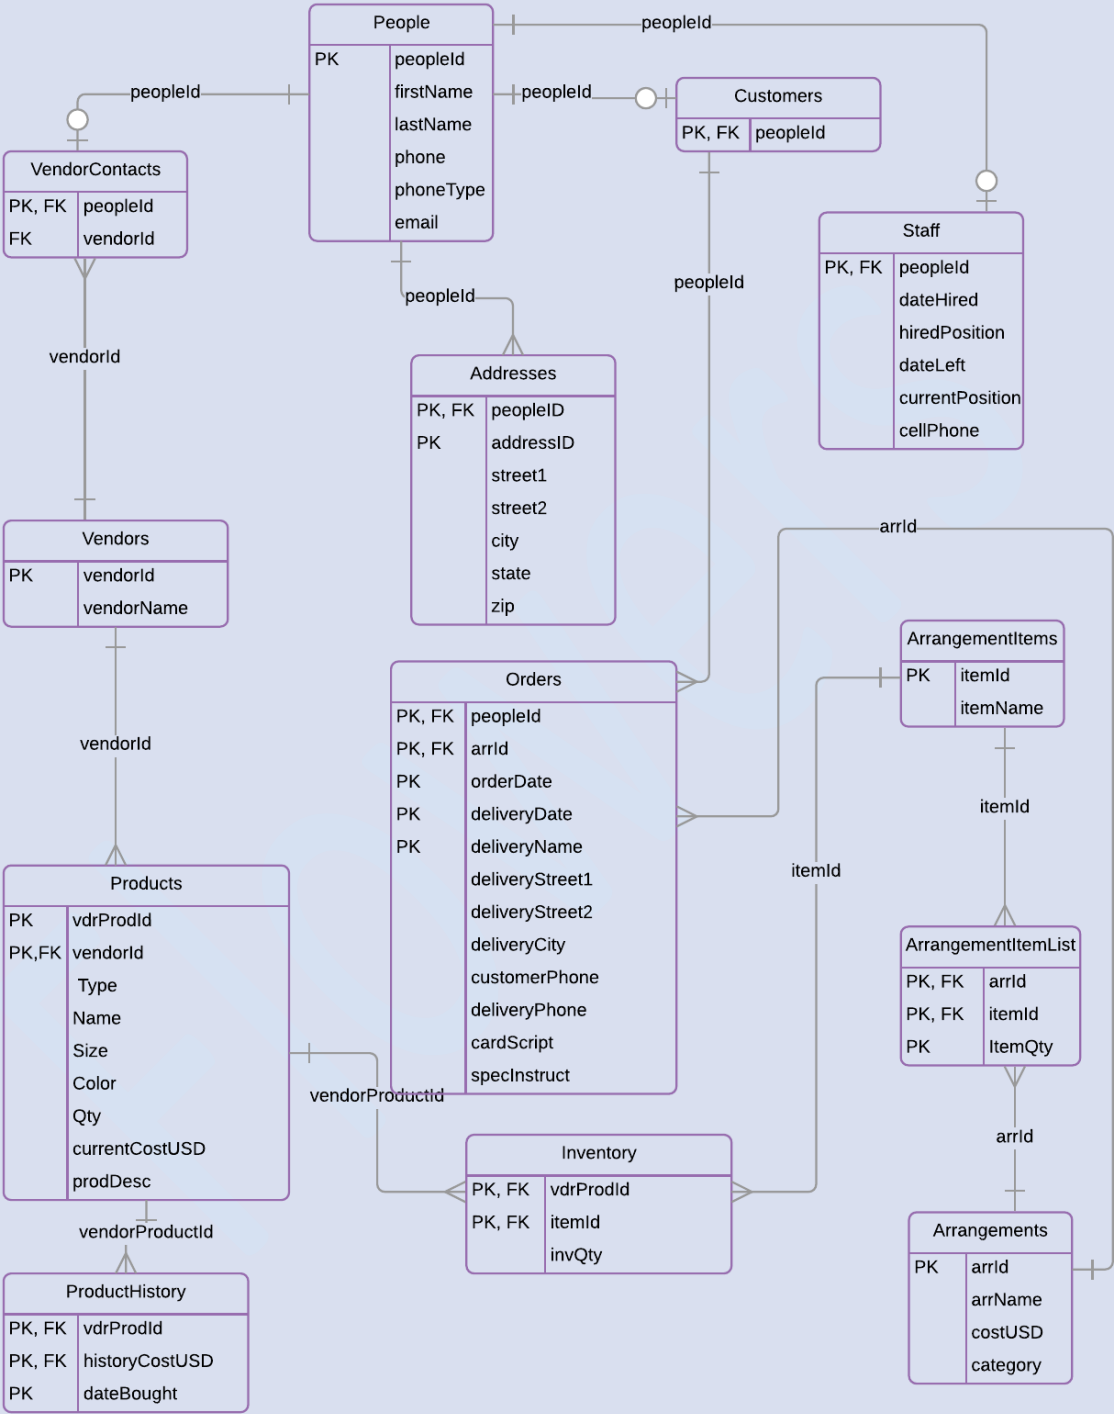 People
PK peopleId
firstName
lastName
phone
phoneType
email
peopleId
peopleId
peopleId
Customers
PK, FK peopleId
VendorContacts
PK, FK peopleId
FK vendorId
Staff
PK, FK peopleId
dateHired
hiredPosition
dateLeft
currentPosition
cellPhone
peopleId
peopleId
vendorId
Addresses
PK, FK peopleID
PK addressID
street1
street2
city
state
zip
Vendors
PK vendorId
vendorName
arrId
ArrangementItems
PK itemId
itemName
Orders
PK, FK peopleId
PK, FK arrId
PK orderDate
PK deliveryDate
PK deliveryName
deliveryStreet1
deliveryStreet2
deliveryCity
customerPhone
deliveryPhone
cardScript
specInstruct
vendorId
itemId
itemId
Products
PK vdrProdId
PK,FK vendorId
Type
Name
Size
Color
Qty
currentCostUSD
prodDesc
ArrangementItemList
PK, FK arrId
PK, FK itemId
PK ItemQty
vendorProductId
arrId
Inventory
PK, FK vdrProdId
PK, FK itemId
invQty
vendorProductId
Arrangements
PK arrId
arrName
costUSD
category
ProductHistory
PK, FK vdrProdId
PK, FK historyCostUSD
PK dateBought